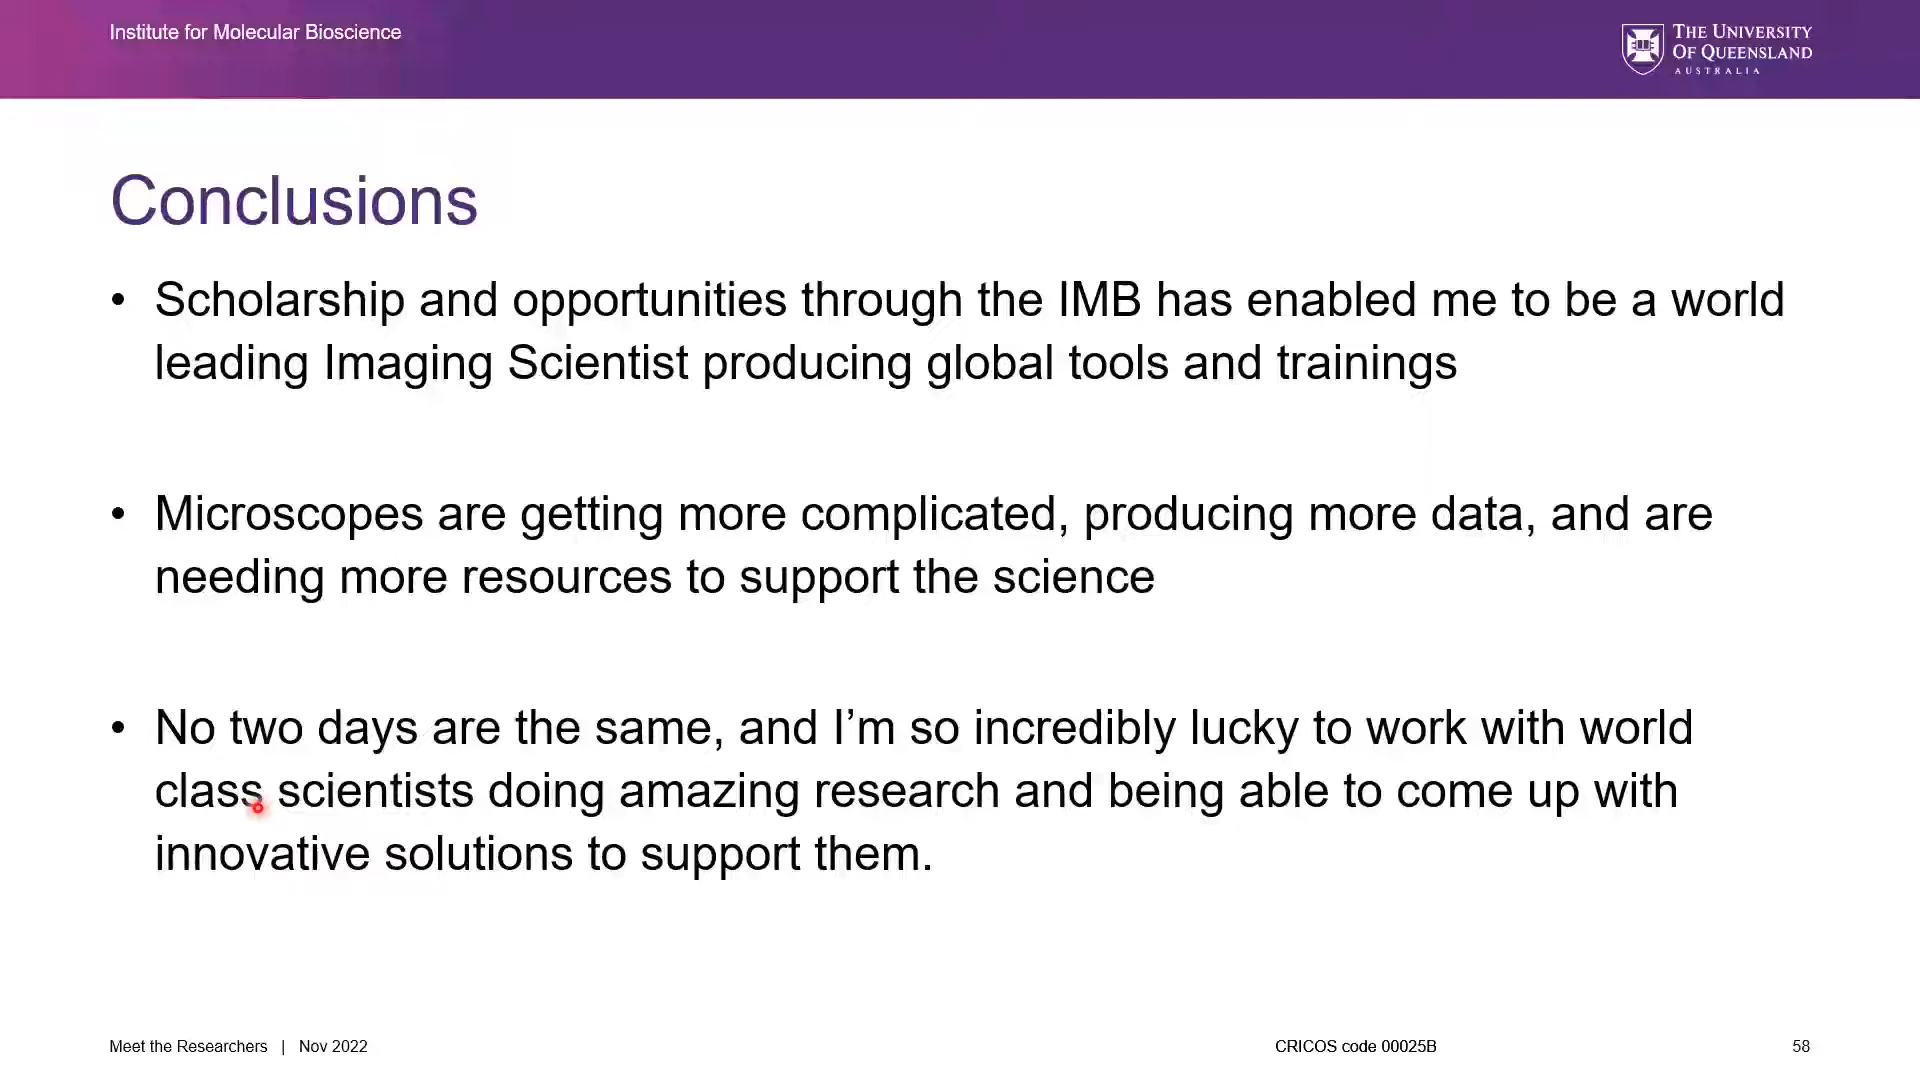 Institute for Molecular Bioscience
THE UNIVERSITY
OF QUEENSLAND
AUSTRALIA
Conclusions
• Scholarship and opportunities through the IMB has enabled me to be a world
leading Imaging Scientist producing global tools and trainings
• Microscopes are getting more complicated, producing more data, and are
needing more resources to support the science
• No two days are the same, and I’m so incredibly lucky to work with world
class scientists doing amazing research and being able to come up with
innovative solutions to support them.
Meet the Researchers | Nov 2022
CRICOS code 00025B
58